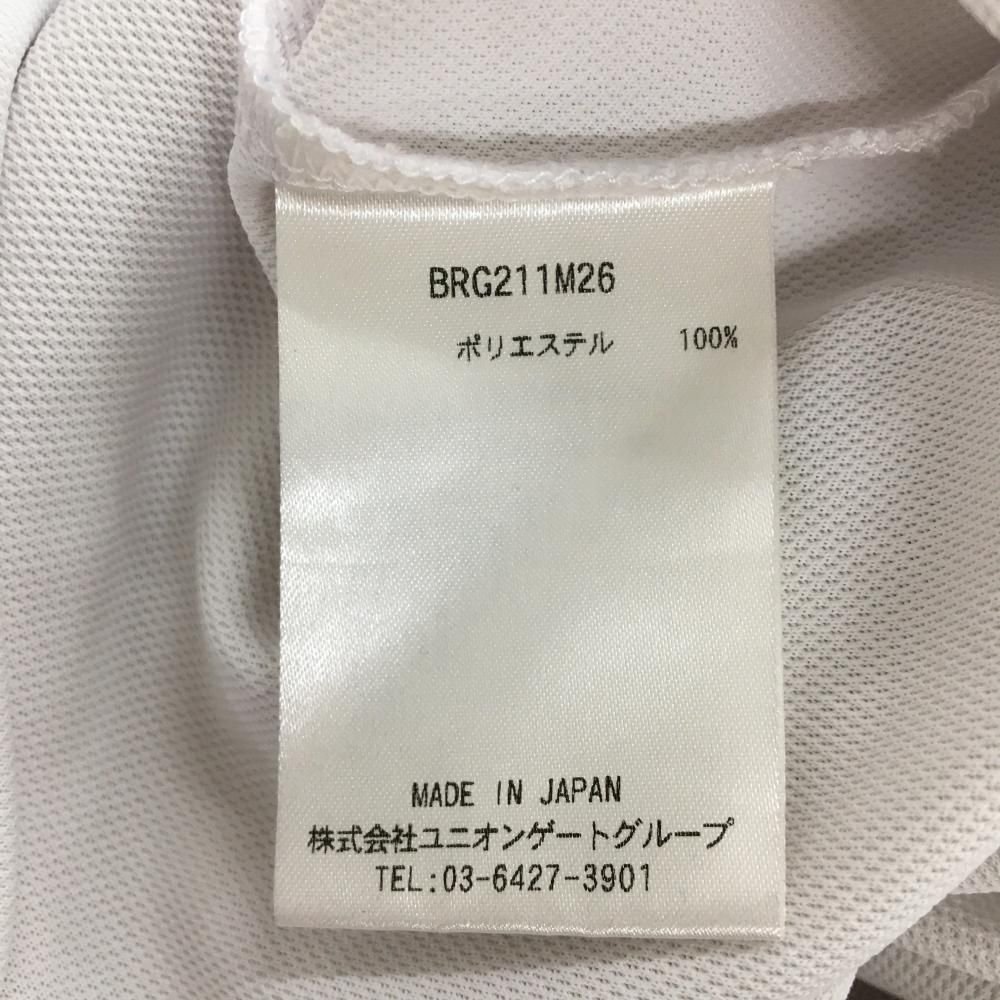 BRG211M26
ポリエステル 100%
MADE IN JAPAN
株式会社ユニオンゲートグループ
TEL:03-6427-3901